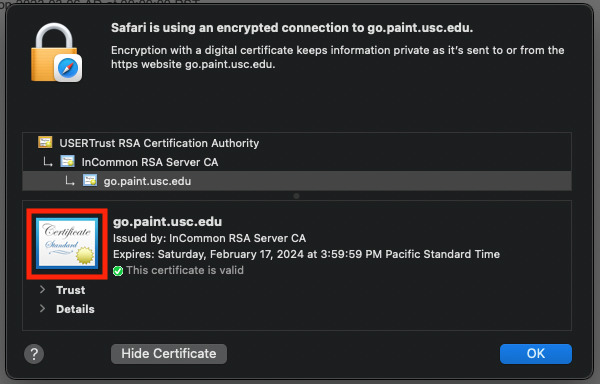 Safari is using an encrypted connection to go.paint.usc.edu.
Encryption with a digital certificate keeps information private as it's sent to or from the
https website go.paint.usc.edu.
USERTrust RSA Certification Authority
InCommon RSA Server CA
go.paint.usc.edu
Certificate
Standard
go.paint.usc.edu
Issued by: InCommon RSA Server CA
Expires: Saturday, February 17, 2024 at 3:59:59 PM Pacific Standard Time
This certificate is valid
Trust
Details
?
Hide Certificate
OK